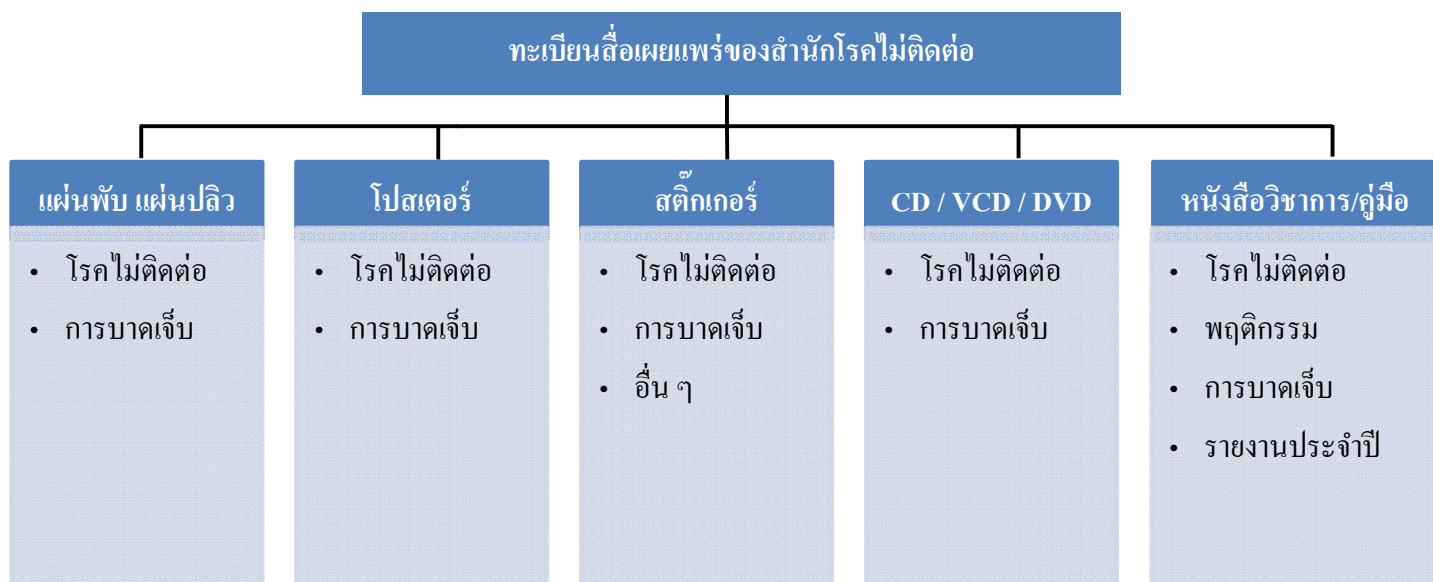 ทะเบียนสื่อเผยแพร่ของสำนักโรคไม่ติดต่อ
แผ่นพับ แผ่นปลิว
• โรคไม่ติดต่อ
• การบาดเจ็บ
โปสเตอร์
• โรคไม่ติดต่อ
• การบาดเจ็บ
สติ๊กเกอร์
• โรคไม่ติดต่อ
• การบาดเจ็บ
• อื่น ๆ
CD / VCD / DVD
• โรคไม่ติดต่อ
• การบาดเจ็บ
หนังสือวิชาการ/คู่มือ
• โรคไม่ติดต่อ
• พฤติกรรม
• การบาดเจ็บ
• รายงานประจำปี